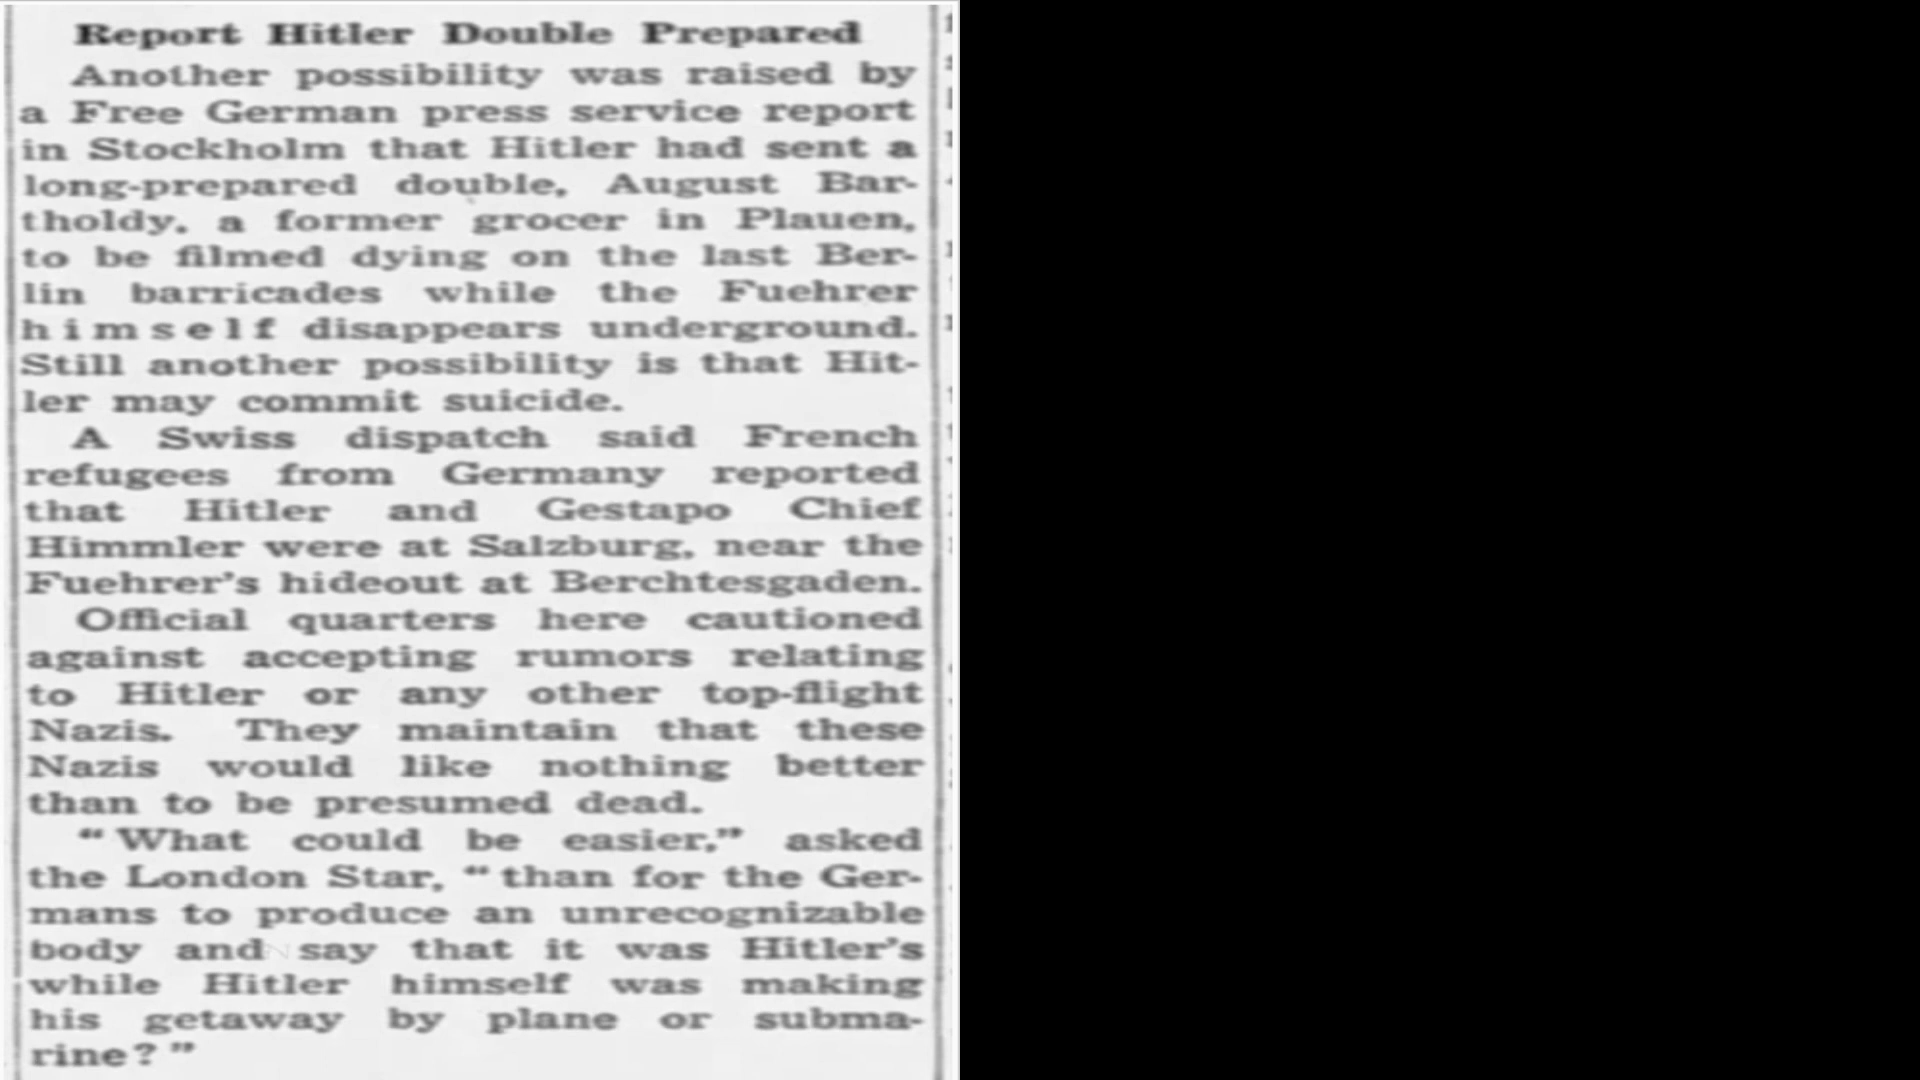 Report Hitler Double Prepared
Another possibility was raised by
a Free German press service report
in Stockholm that Hitler had sent a
long-prepared double, August Bar-
tholdy, a former grocer in Plauen,
to be filmed dying on the last Ber-
lin barricades while the Fuehrer
himself disappears underground.
Still another possibility is that Hit-
ler may commit suicide.
A Swiss dispatch said French
refugees from Germany reported
that Hitler and Gestapo Chief
Himmler were at Salzburg, near the
Fuehrer's hideout at Berchtesgaden.
Official quarters here cautioned
against accepting rumors relating
to Hitler or any other top-flight
Nazis. They maintain that these
Nazis would like nothing better
than to be presumed dead.
"What could be easier," asked
the London Star, "than for the Ger-
mans to produce an unrecognizable
body and say that it was Hitler's
while Hitler himself was making
his getaway by plane or subma-
rine?"